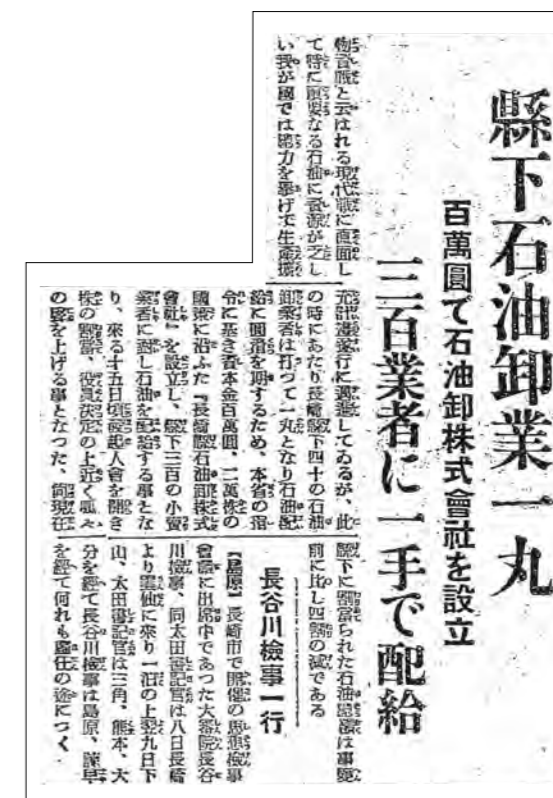 縣下石油卸業一丸
百萬圓で石油卸株式會社を設立
三百業者に一手で配給
物資戰と云はれる現代戰に直面し
て特に重要なる石油に資源が乏し
い我が國では總力を擧げて生產擴
充計畫遂行に邁進してゐるが、此
の時にあたり長崎縣下四十の石油
卸業者は打つて一丸となり石油配
給に圓滑を期するため、本省の指
令に基き資本金百萬圓、二萬株の
國策に沿ふた『長崎縣石油卸株式
會社』を設立し、縣下三百の小賣
業者に對し石油を配給する事とな
り、來る十五日頃發起人會を開き
株の割當、役員決定の上近く
の聲を上げる事となつた、尚現在
縣下に割當られた石油總額は事變
前に比し四割の減である
長谷川檢事一行
【島原】長崎市で開催の思想檢事
會議に出席中であつた大審院長谷
川檢事、同太田書記官は八日長崎
より雲仙に來り一泊の上翌九日下
山、太田書記官は三角、熊本、大
分を經て長谷川檢事は島原、諫早
を經て何れも歸任の途につく